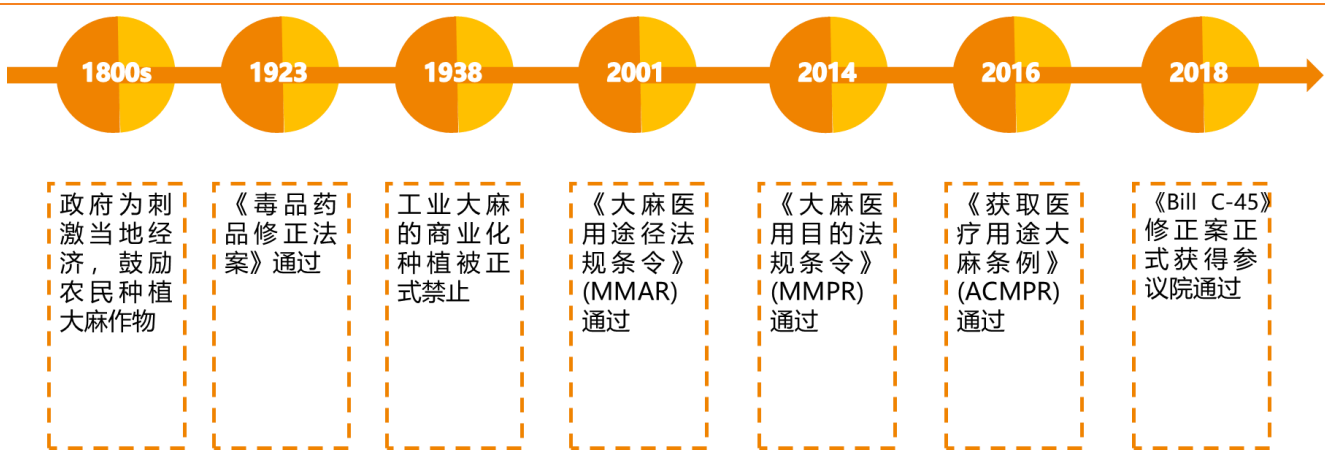 1800s
1923
1938
2001
2014
2016
2018
政府为刺
激当地经
济，鼓励
农民种植
大麻作物
《毒品药
品修正法
案》通过
工业大麻
的商业化
种植被正
式禁止
《大麻医
用途径法
规条令》
(MMAR)
通过
《大麻医
用目的法
规条令》
(MMPR)
通过
《获取医
疗用途大
麻条例》
(ACMPR)
通过
《Bill C-45》
修正案正
式获得参
议院通过